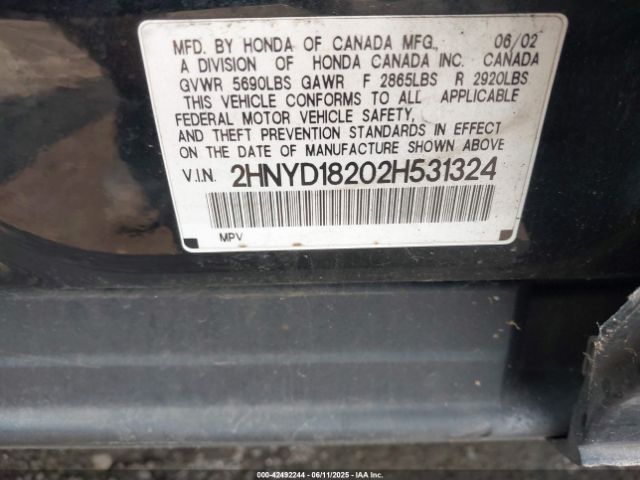 MFD. BY HONDA OF CANADA MFG., 06/02
A DIVISION OF HONDA CANADA INC. CANADA
GVWR 5690LBS GAWR F 2865LBS R 2920LBS
THIS VEHICLE CONFORMS TO ALL APPLICABLE
FEDERAL MOTOR VEHICLE SAFETY,
AND THEFT PREVENTION STANDARDS IN EFFECT
ON THE DATE OF MANUFACTURE SHOWN ABOVE
V.I.N. 2HNYD18202H531324
MPV
000-42492244 - 06/11/2025 - IAA Inc.